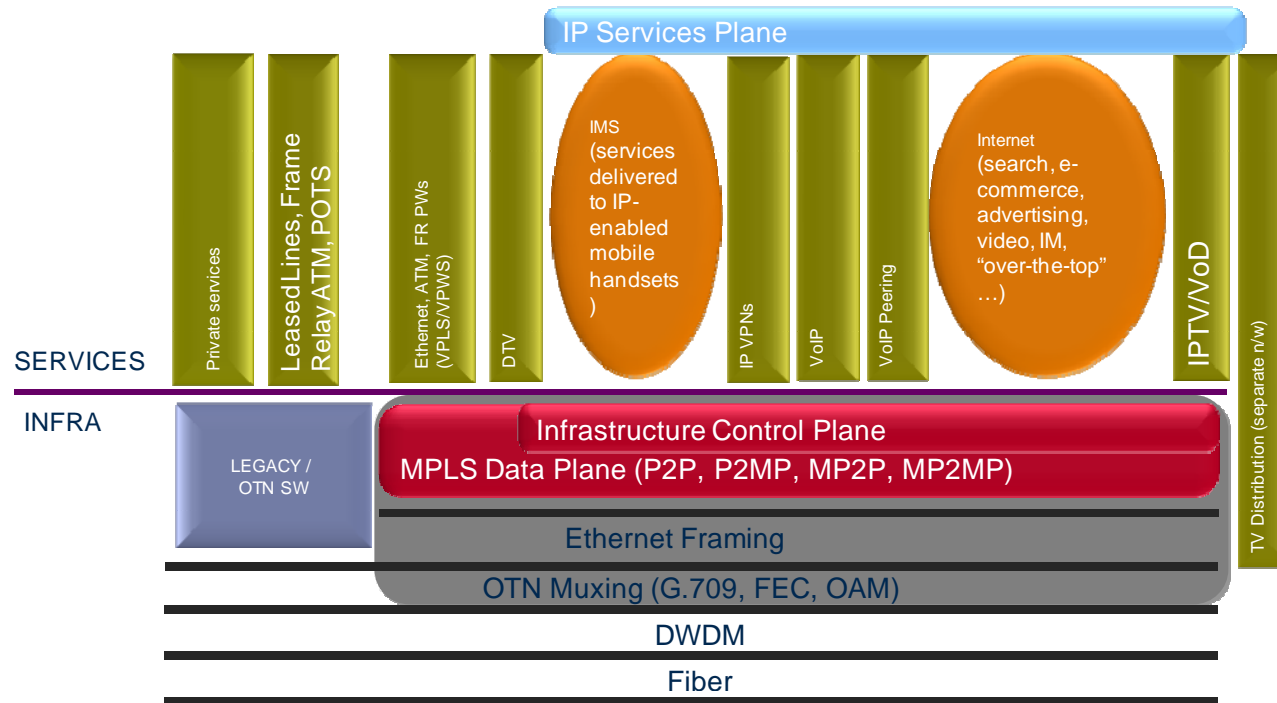 IP Services Plane
Private services
Leased Lines, Frame
Relay ATM, POTS
Ethernet, ATM, FR PWs
(VPLS/VPWS)
DTV
IMS
(services
delivered
to IP-
enabled
mobile
handsets
)
IP VPNs
VoIP
VoIP Peering
Internet
(search, e-
commerce,
advertising,
video, IM,
“over-the-top”
…)
IPTV/VoD
TV Distribution (separate n/w)
SERVICES
INFRA
LEGACY /
OTN SW
Infrastructure Control Plane
MPLS Data Plane (P2P, P2MP, MP2P, MP2MP)
Ethernet Framing
OTN Muxing (G.709, FEC, OAM)
DWDM
Fiber